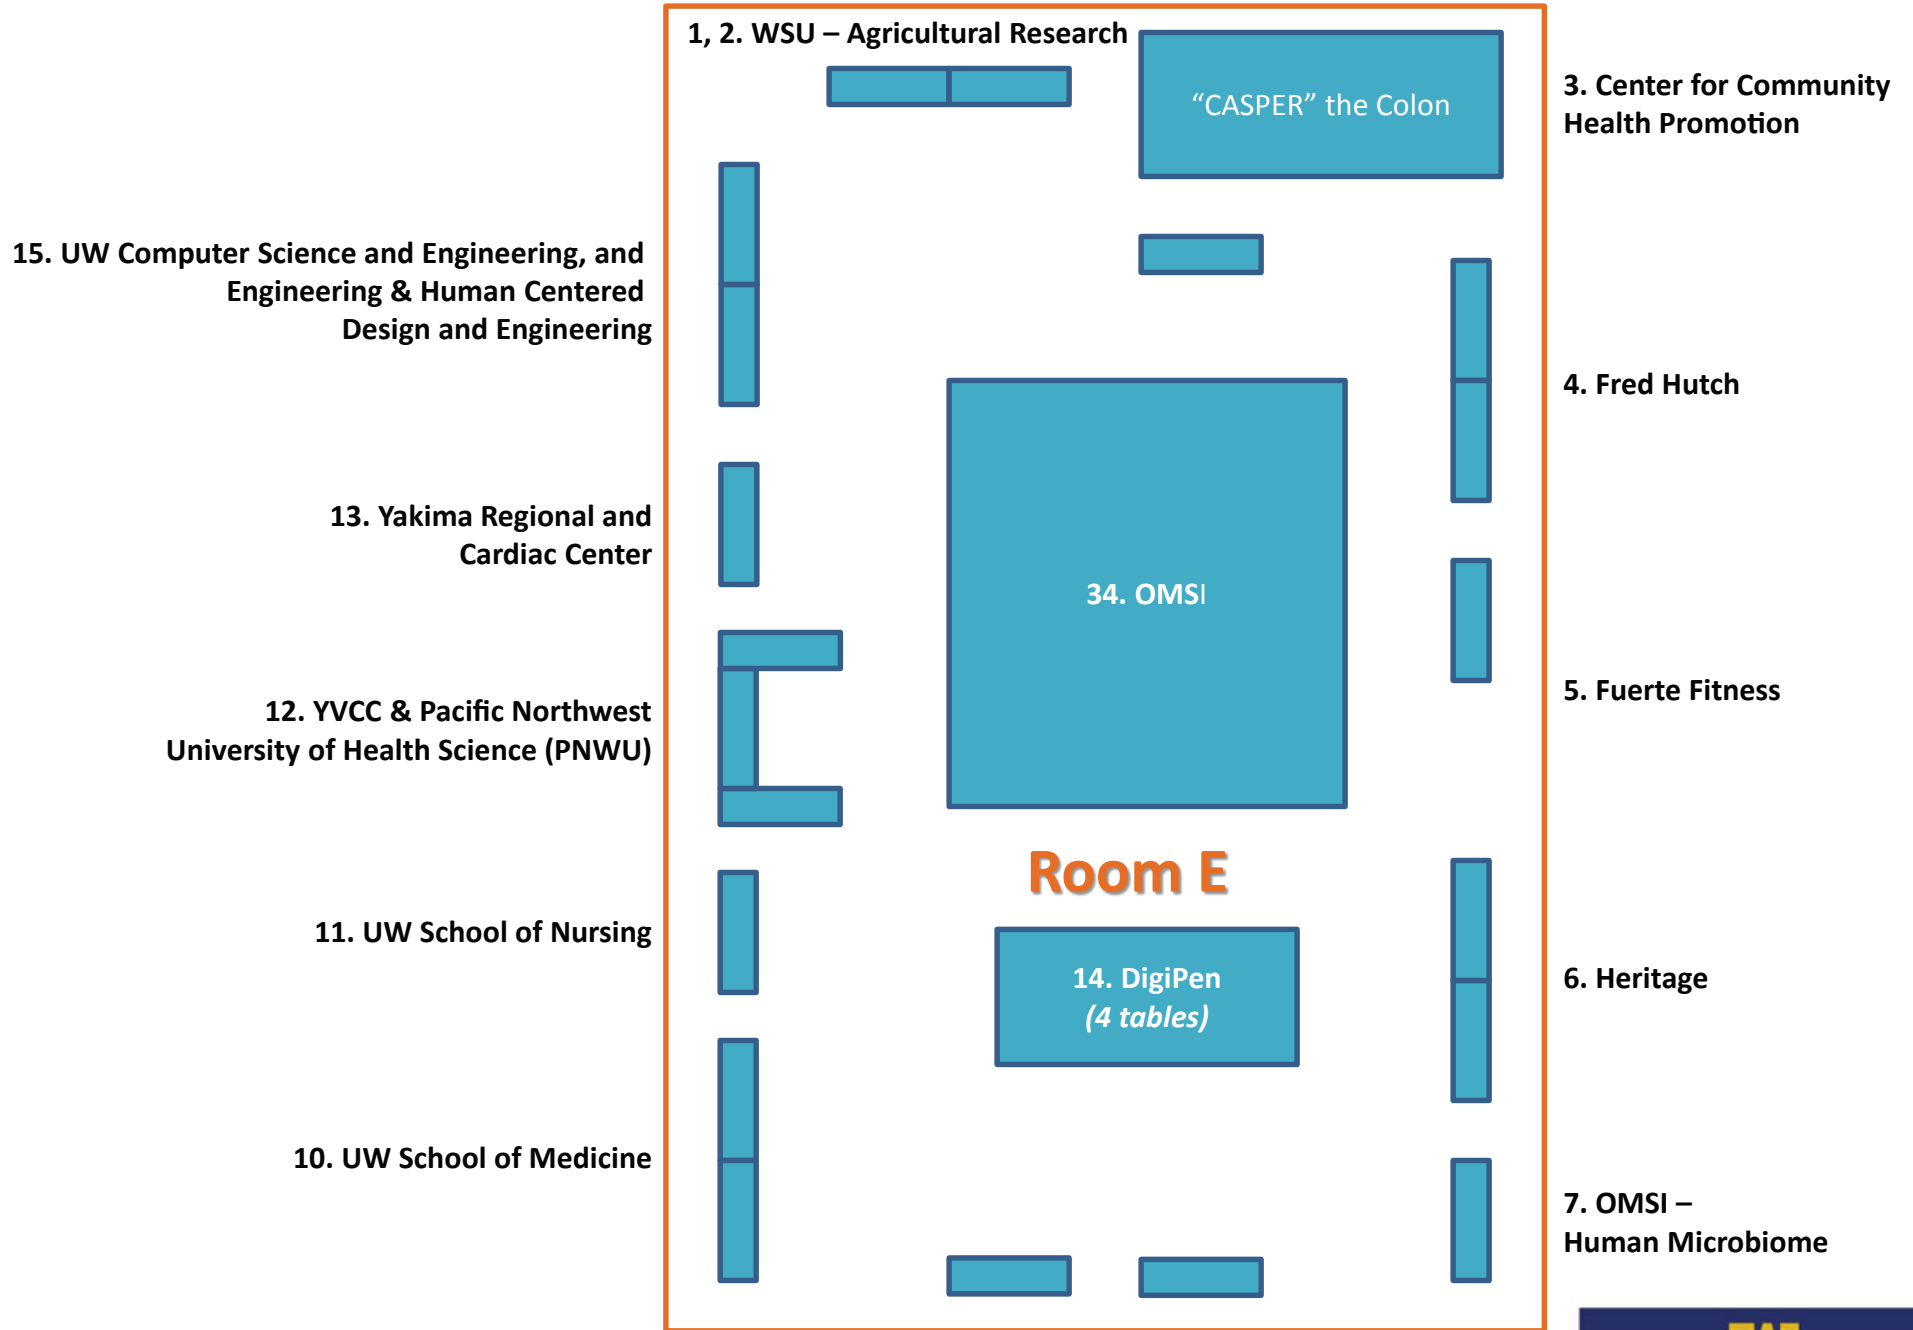 1, 2. WSU – Agricultural Research
“CASPER” the Colon
3. Center for Community
Health Promotion
15. UW Computer Science and Engineering, and
Engineering & Human Centered
Design and Engineering
4. Fred Hutch
13. Yakima Regional and
Cardiac Center
34. OMSI
5. Fuerte Fitness
12. YVCC & Pacific Northwest
University of Health Science (PNWU)
Room E
11. UW School of Nursing
14. DigiPen
(4 tables)
6. Heritage
10. UW School of Medicine
7. OMSI –
Human Microbiome